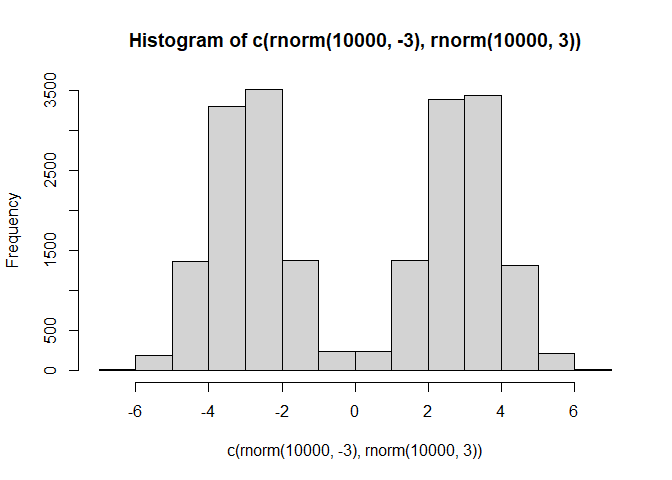 Histogram of c(rnorm(10000, -3), rnorm(10000, 3))
Frequency
3500
2500
1500
500
0
-6 -4 -2 0 2 4 6
c(rnorm(10000, -3), rnorm(10000, 3))